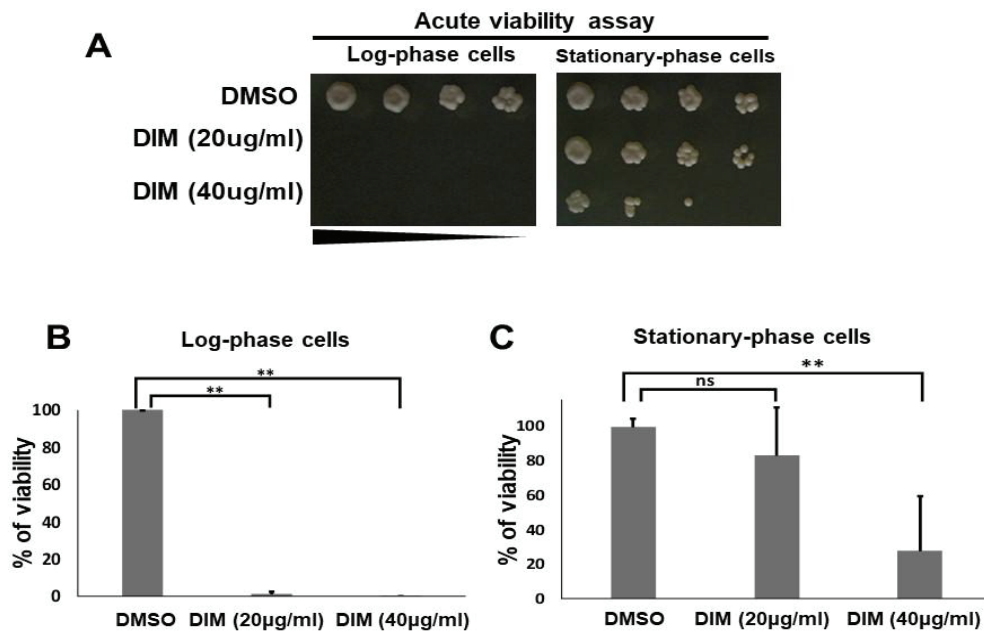 Acute viability assay
A
Log-phase cells
Stationary-phase cells
DMSO
DIM (20ug/ml)
DIM (40ug/ml)
B
Log-phase cells
**
**
% of viability
100
80
60
40
20
0
DMSO
DIM (20µg/ml)
DIM (40µg/ml)
C
Stationary-phase cells
**
ns
% of viability
100
80
60
40
20
0
DMSO
DIM (20µg/ml)
DIM (40µg/ml)